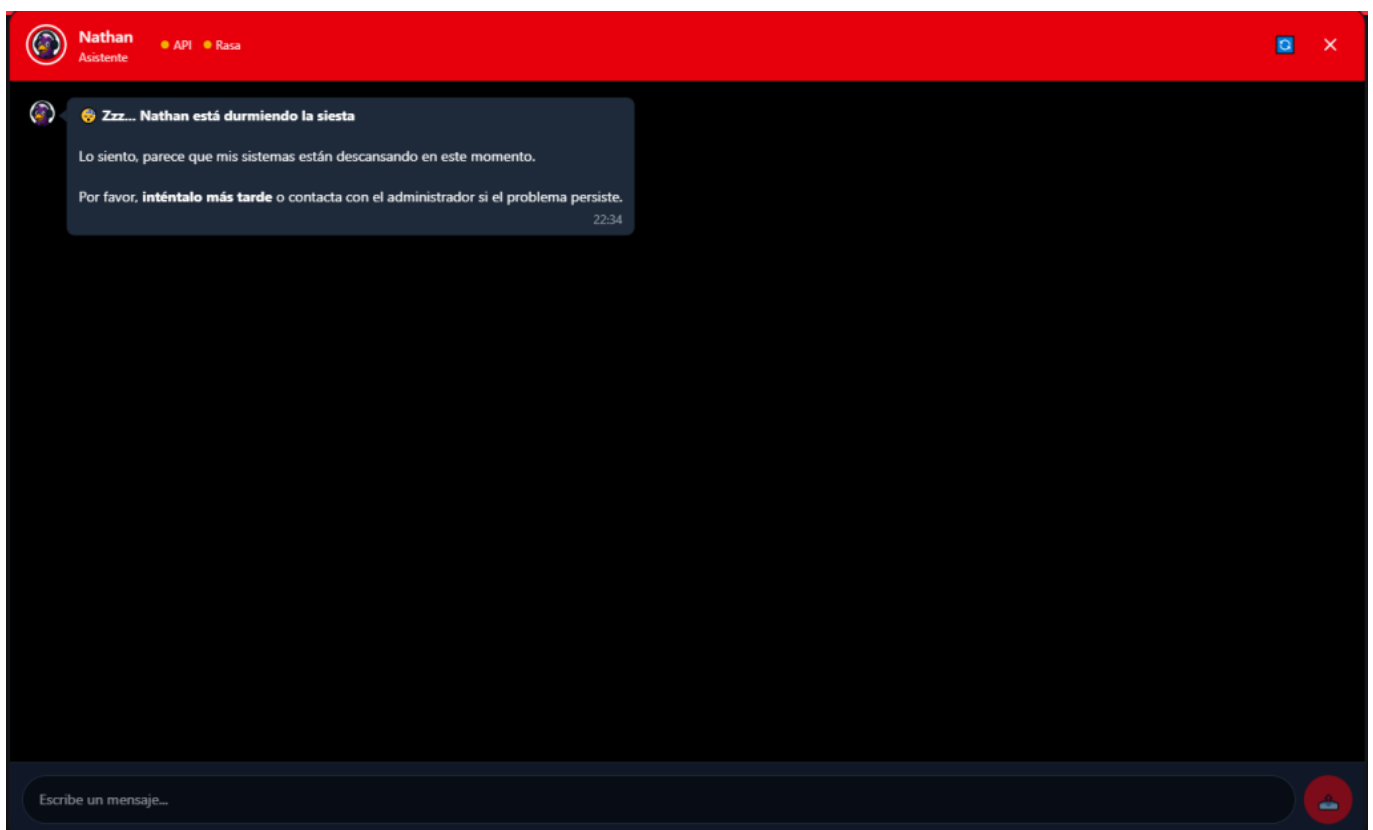 Nathan
Asistente
API Rasa
😴 Zzz... Nathan está durmiendo la siesta
Lo siento, parece que mis sistemas están descansando en este momento.
Por favor, inténtalo más tarde o contacta con el administrador si el problema persiste.
22:34
Escribe un mensaje...